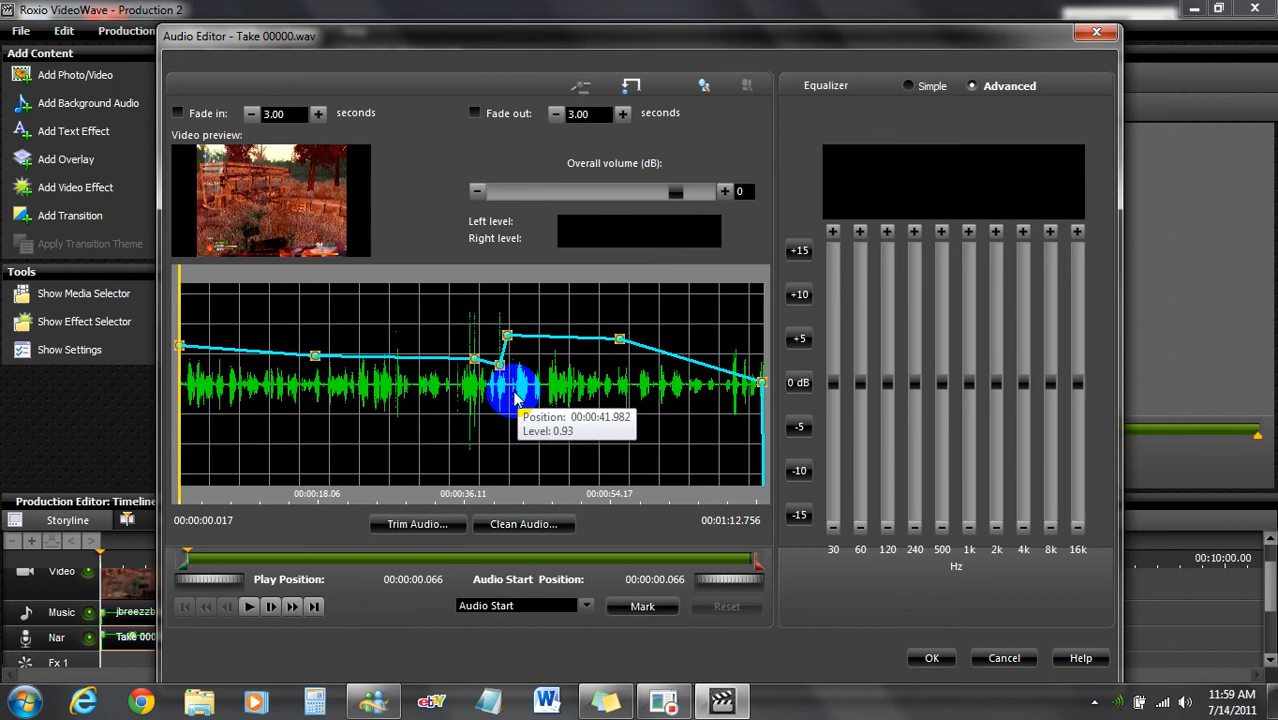 Roxio VideoWave - Production 2
File Edit Production
Add Content
Add Photo/Video
Add Background Audio
Add Text Effect
Add Overlay
Add Video Effect
Add Transition
Apply Transition Theme
Tools
Show Media Selector
Show Effect Selector
Show Settings
Audio Editor - Take 00000.wav
Fade in: 3.00 seconds
Fade out: 3.00 seconds
Video preview:
Overall volume (dB):
0
Left level:
Right level:
Position: 00:00:41.982
Level: 0.93
00:00:18.06 00:00:36.11 00:00:54.17
00:00:00.017 Trim Audio... Clean Audio... 00:01:12.756
Play Position: 00:00:00.066 Audio Start Position: 00:00:00.066
Audio Start Mark Reset
Equalizer Simple Advanced
+15
+10
+5
0 dB
-5
-10
-15
30 60 120 240 500 1k 2k 4k 8k 16k
Hz
OK Cancel Help
Production Editor: Timeline
Storyline
00:10:00.00
Video
Music jbreezzb
Nar Take 000
Fx 1
ebY
W
11:59 AM
7/14/2011